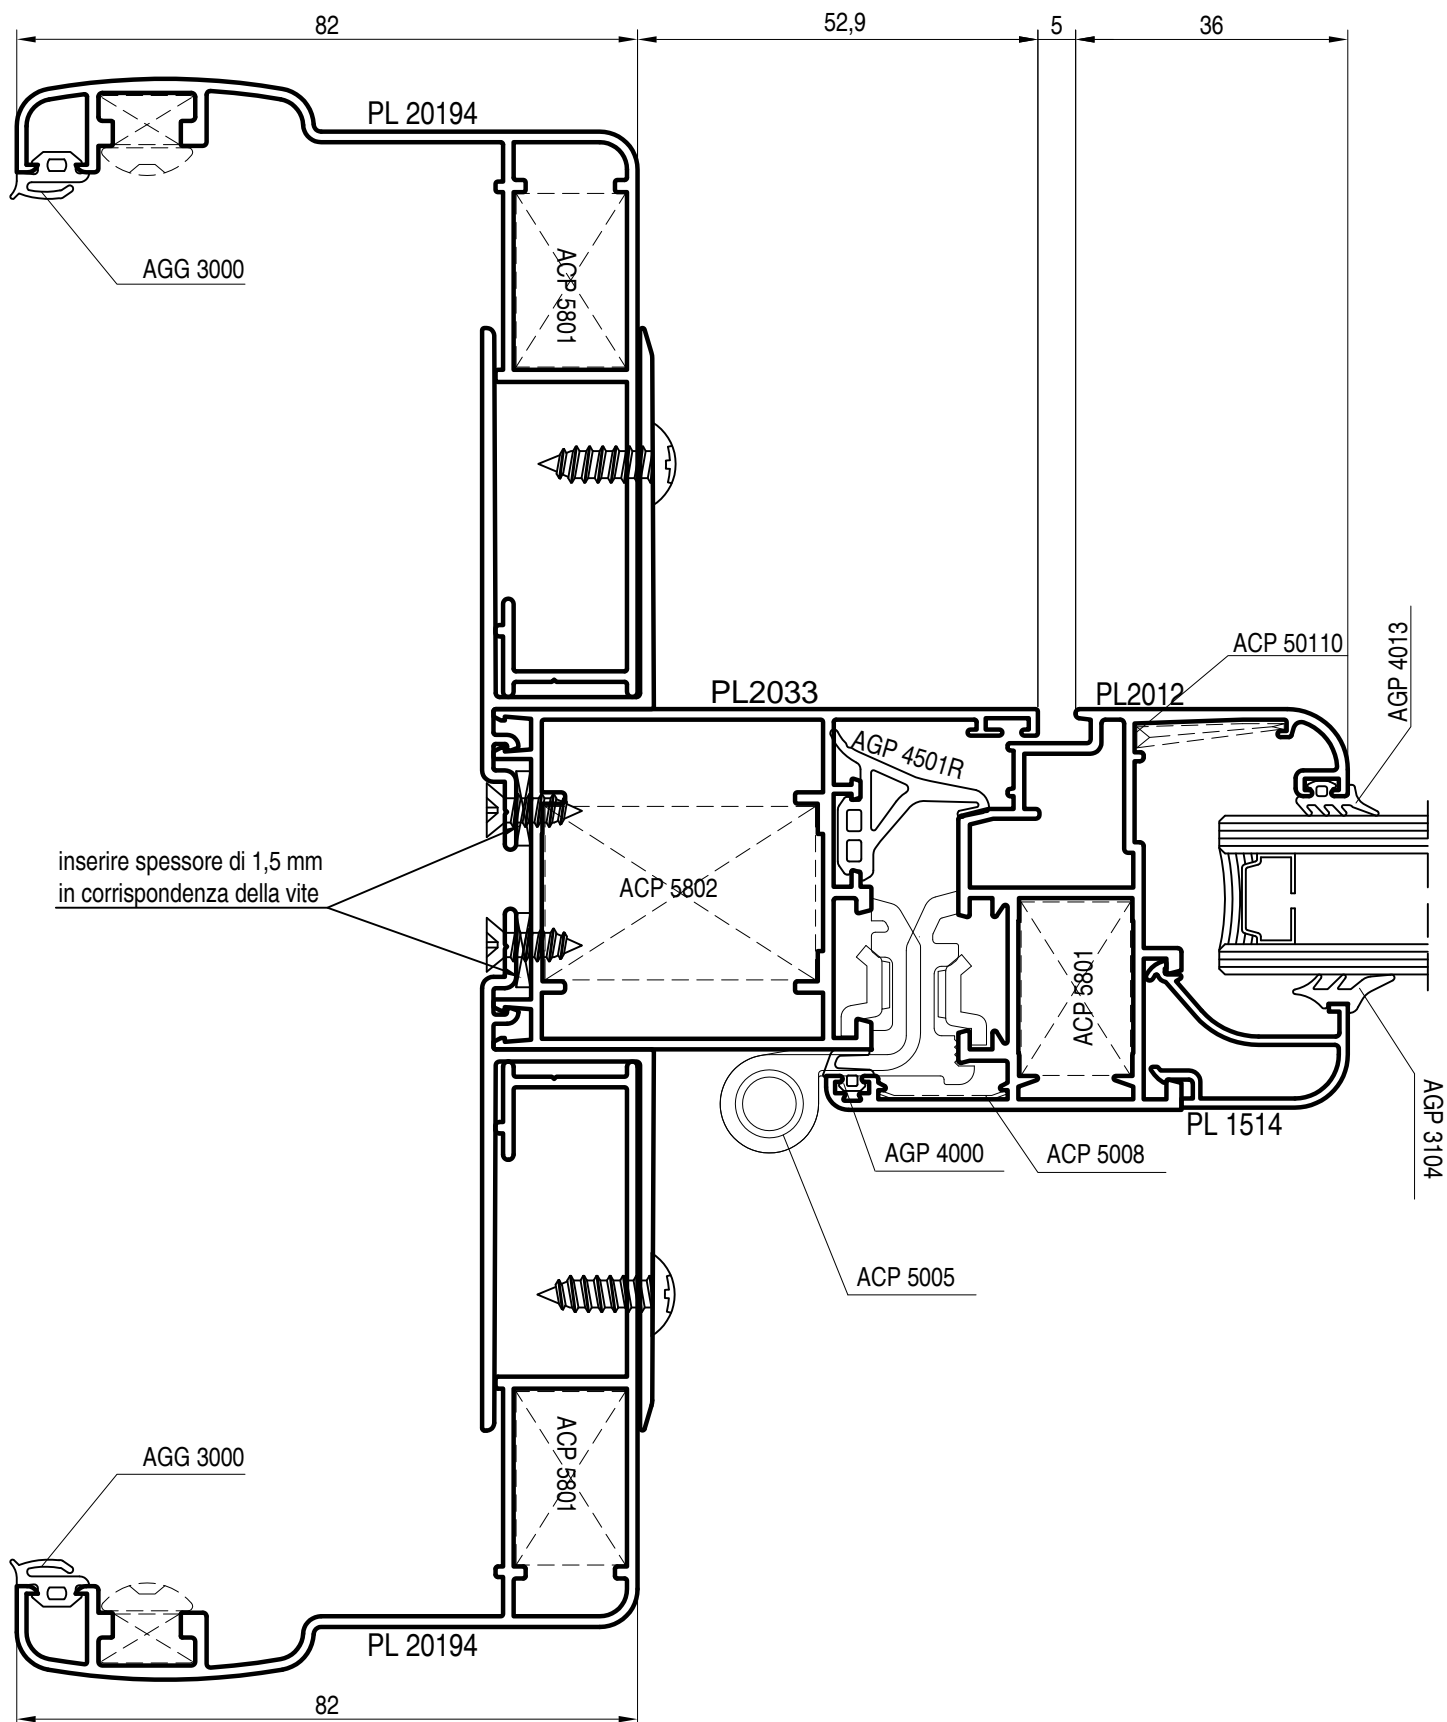 82
52,9
5
36
PL 20194
AGG 3000
ACP 5801
ACP 50110
AGP 4013
PL2033
PL2012
AGP 4501R
inserire spessore di 1,5 mm
in corrispondenza della vite
ACP 5802
ACP 5801
AGP 3104
PL 1514
AGP 4000
ACP 5008
ACP 5005
AGG 3000
ACP 5801
PL 20194
82